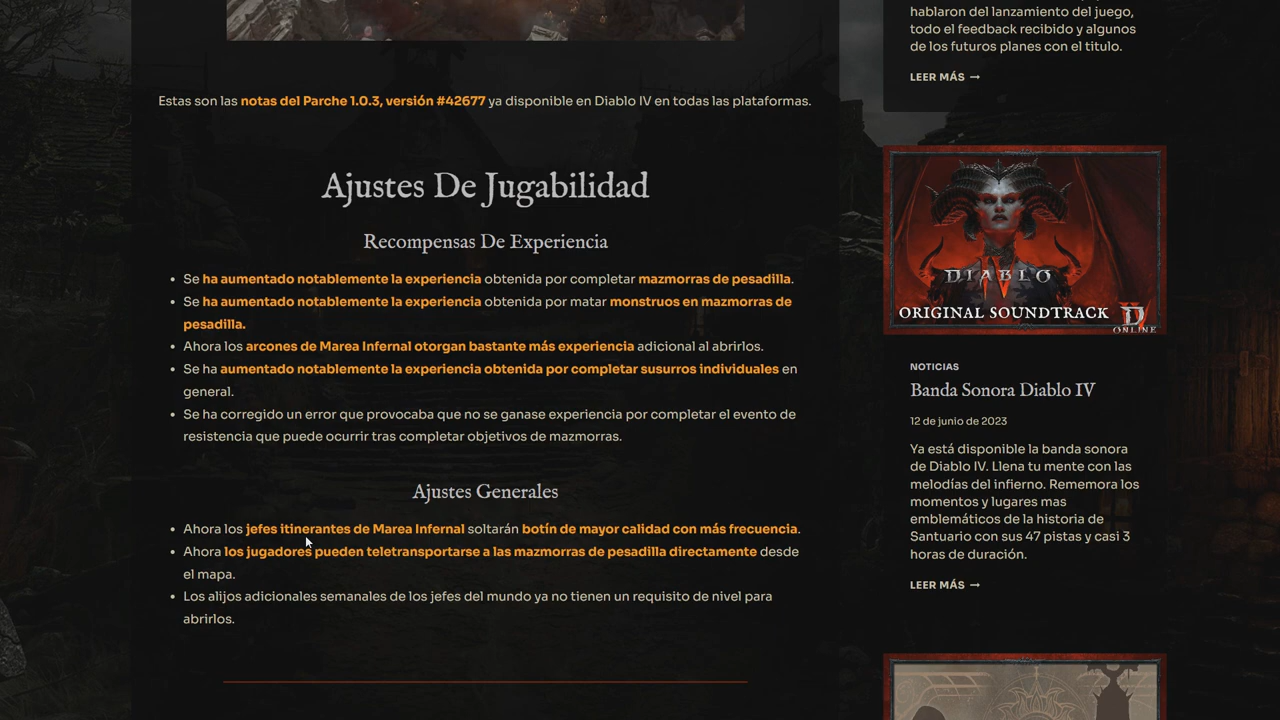 Estas son las notas del Parche 1.0.3, versión #42677 ya disponible en Diablo IV en todas las plataformas.
Ajustes De Jugabilidad
Recompensas De Experiencia
• Se ha aumentado notablemente la experiencia obtenida por completar mazmorras de pesadilla.
• Se ha aumentado notablemente la experiencia obtenida por matar monstruos en mazmorras de
pesadilla.
• Ahora los arcones de Marea Infernal otorgan bastante más experiencia adicional al abrirlos.
• Se ha aumentado notablemente la experiencia obtenida por completar susurros individuales en
general.
• Se ha corregido un error que provocaba que no se ganase experiencia por completar el evento de
resistencia que puede ocurrir tras completar objetivos de mazmorras.
Ajustes Generales
• Ahora los jefes itinerantes de Marea Infernal soltarán botín de mayor calidad con más frecuencia.
• Ahora los jugadores pueden teletransportarse a las mazmorras de pesadilla directamente desde
el mapa.
• Los alijos adicionales semanales de los jefes del mundo ya no tienen un requisito de nivel para
abrirlos.
hablaron del lanzamiento del juego,
todo el feedback recibido y algunos
de los futuros planes con el titulo.
LEER MÁS →
DIABLO
IV
ORIGINAL SOUNDTRACK
D
ONLINE
NOTICIAS
Banda Sonora Diablo IV
12 de junio de 2023
Ya está disponible la banda sonora
de Diablo IV. Llena tu mente con las
melodías del infierno. Rememora los
momentos y lugares mas
emblemáticos de la historia de
Santuario con sus 47 pistas y casi 3
horas de duración.
LEER MÁS →